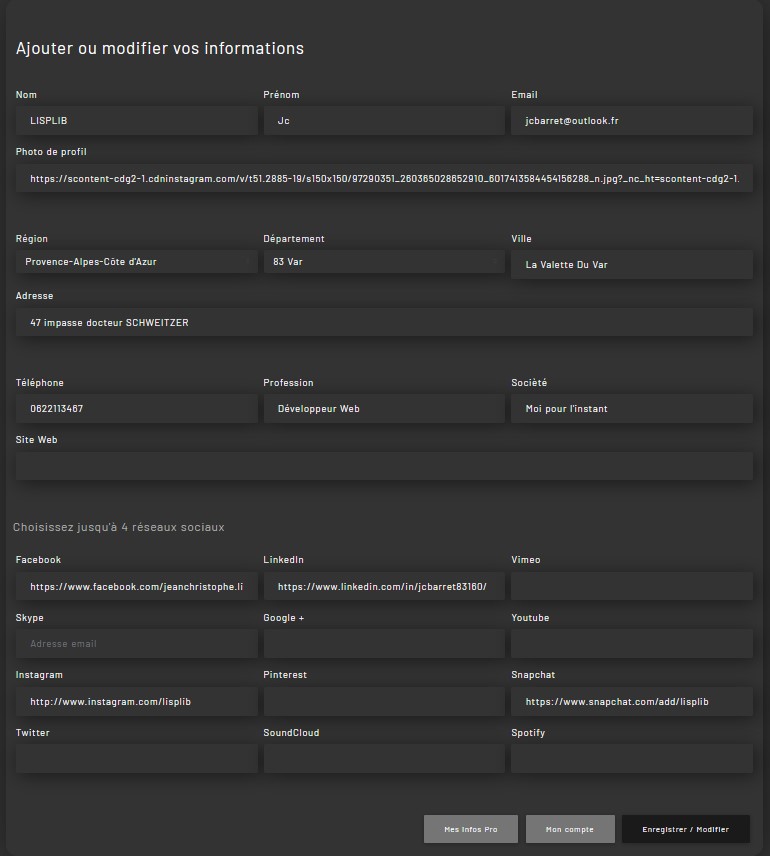 Ajouter ou modifier vos informations
Nom Prénom Email
LISPLIB Jc jcbarret@outlook.fr
Photo de profil
https://scontent-cdg2-1.cdninstagram.com/v/t51.2885-19/s150x150/97290351_260365028652910_6017413584454156288_n.jpg?_nc_ht=scontent-cdg2-1.
Région Département Ville
Provence-Alpes-Côte d'Azur 83 Var La Valette Du Var
Adresse
47 impasse docteur SCHWEITZER
Téléphone Profession Socièté
0622113467 Développeur Web Moi pour l'instant
Site Web
Choisissez jusqu'à 4 réseaux sociaux
Facebook LinkedIn Vimeo
https://www.facebook.com/jeanchristophe.li https://www.linkedin.com/in/jcbarret83160/
Skype Google + Youtube
Adresse email
Instagram Pinterest Snapchat
http://www.instagram.com/lisplib https://www.snapchat.com/add/lisplib
Twitter SoundCloud Spotify
Mes Infos Pro Mon compte Enregistrer / Modifier